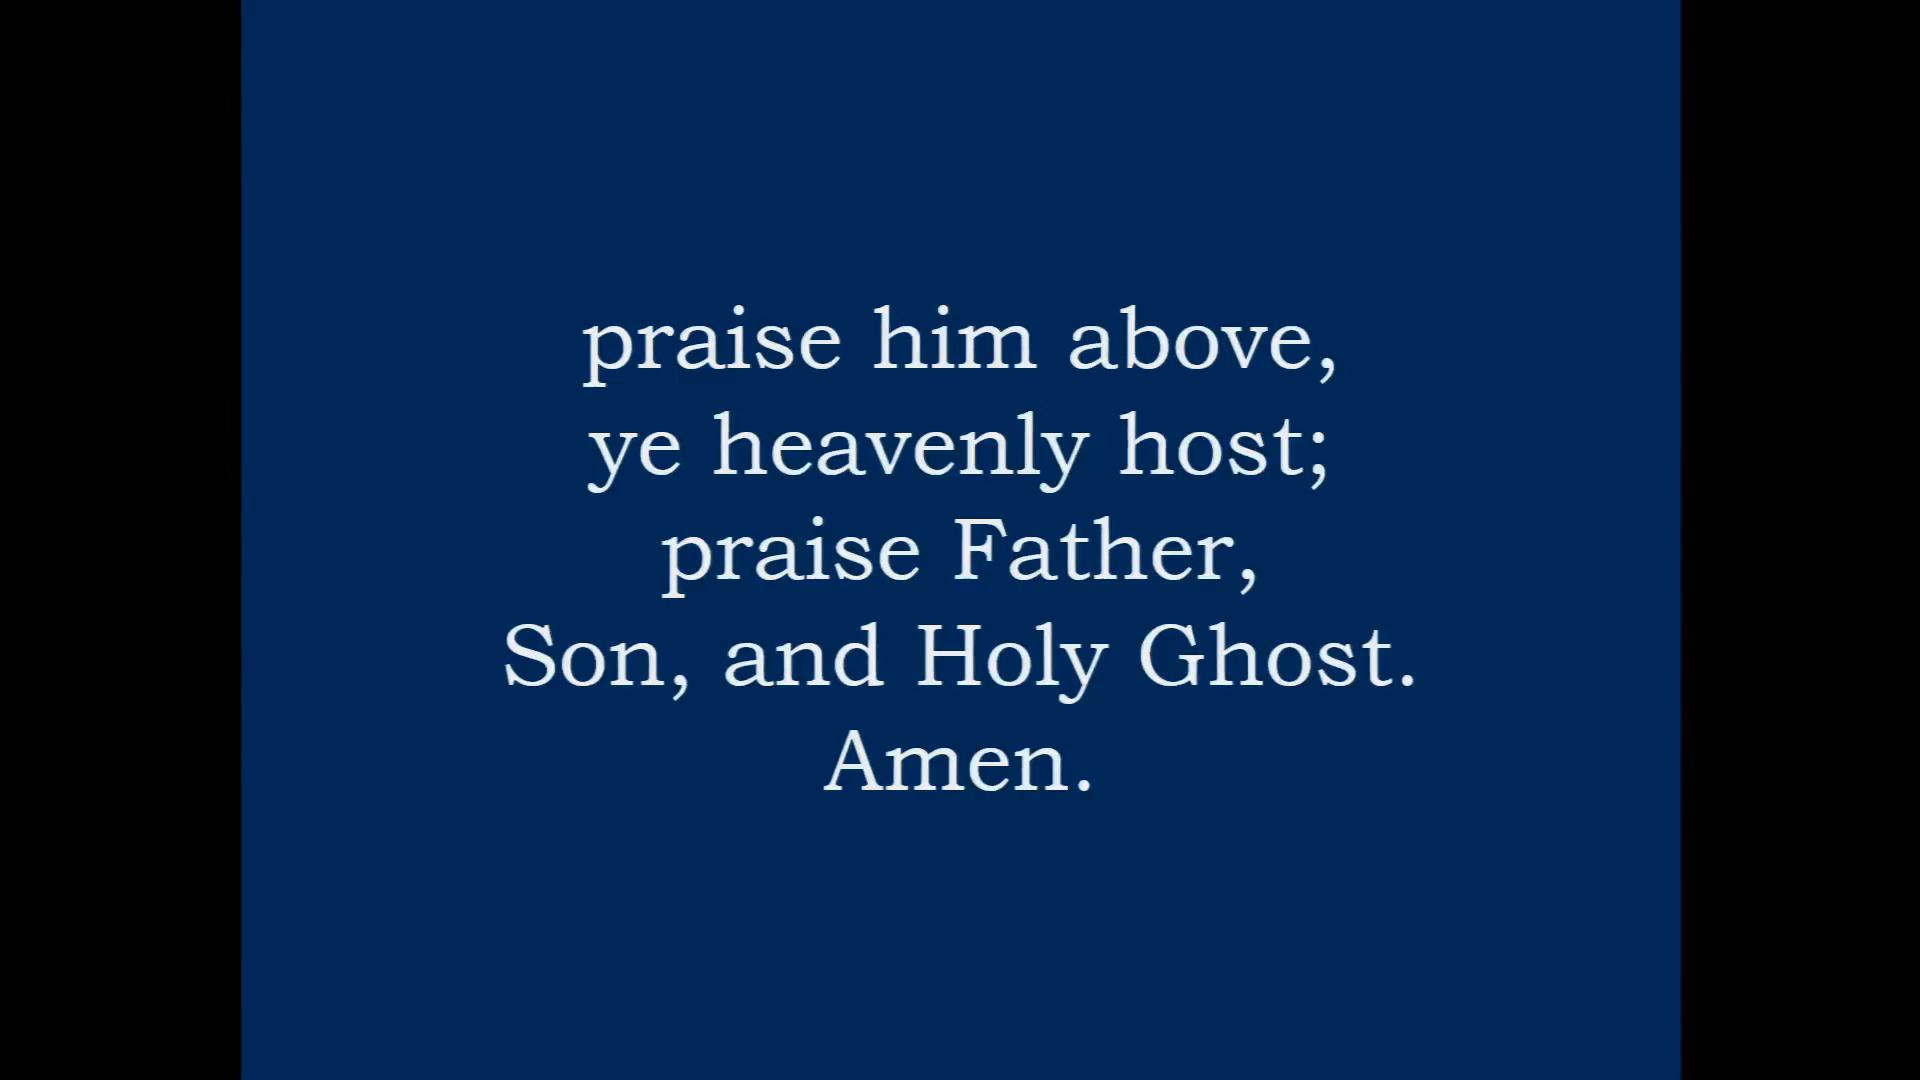 praise him above,
ye heavenly host;
praise Father,
Son, and Holy Ghost.
Amen.